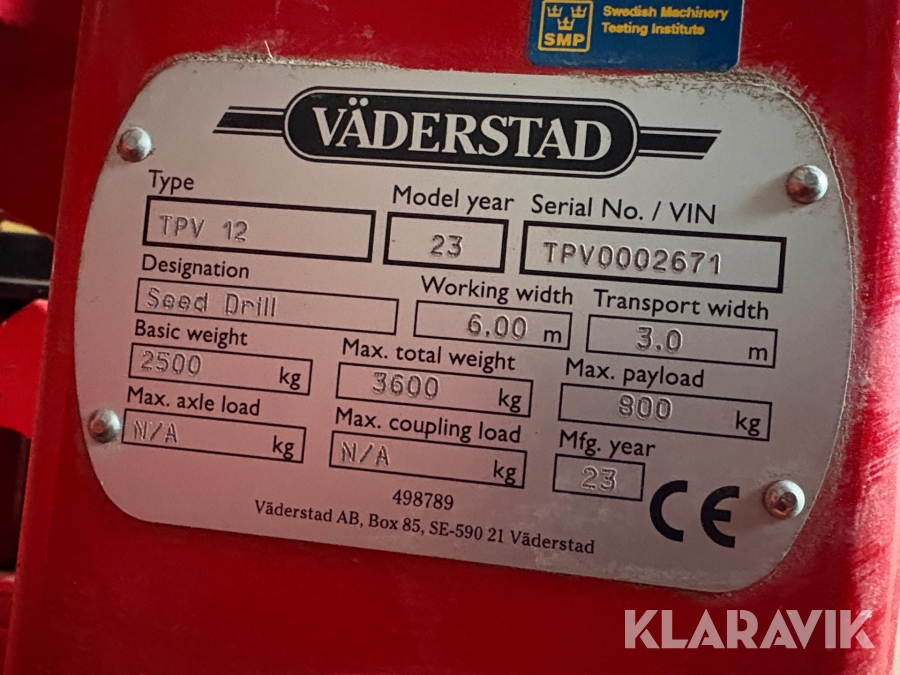 Swedish Machinery
Testing Institute
SMP
VÄDERSTAD
Type
Model year
Serial No. / VIN
TPV 12
23
TPV0002671
Designation
Working width
Transport width
Seed Drill
6.00 m
3.0 m
Basic weight
Max. total weight
Max. payload
2500 kg
3600 kg
800 kg
Max. axle load
Max. coupling load
Mfg. year
N/A kg
N/A kg
23
CE
498789
Väderstad AB, Box 85, SE-590 21 Väderstad
KLARAVIK